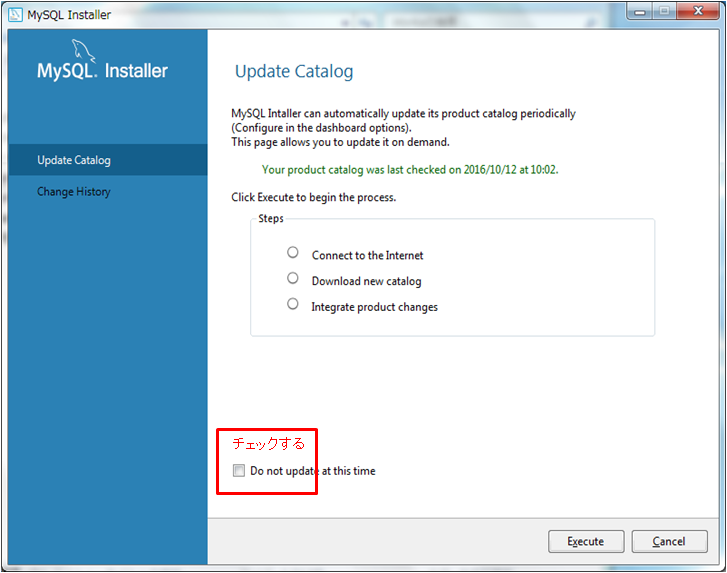 MySQL Installer
MySQL. Installer
Update Catalog
Change History
Update Catalog
MySQL Intaller can automatically update its product catalog periodically
(Configure in the dashboard options).
This page allows you to update it on demand.
Your product catalog was last checked on 2016/10/12 at 10:02.
Click Execute to begin the process.
Steps
Connect to the Internet
Download new catalog
Integrate product changes
チェックする
Do not update at this time
Execute
Cancel